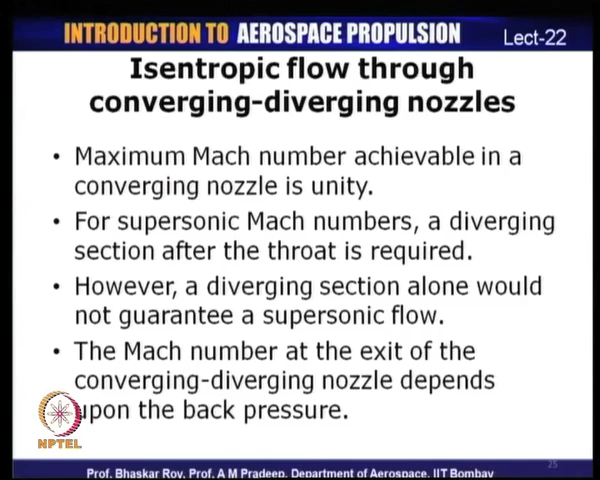 INTRODUCTION TO AEROSPACE PROPULSION
Lect-22
Isentropic flow through
converging-diverging nozzles
• Maximum Mach number achievable in a
converging nozzle is unity.
• For supersonic Mach numbers, a diverging
section after the throat is required.
• However, a diverging section alone would
not guarantee a supersonic flow.
• The Mach number at the exit of the
converging-diverging nozzle depends
upon the back pressure.
NPTEL
25
Prof. Bhaskar Roy, Prof. A M Pradeep, Department of Aerospace, IIT Bombay